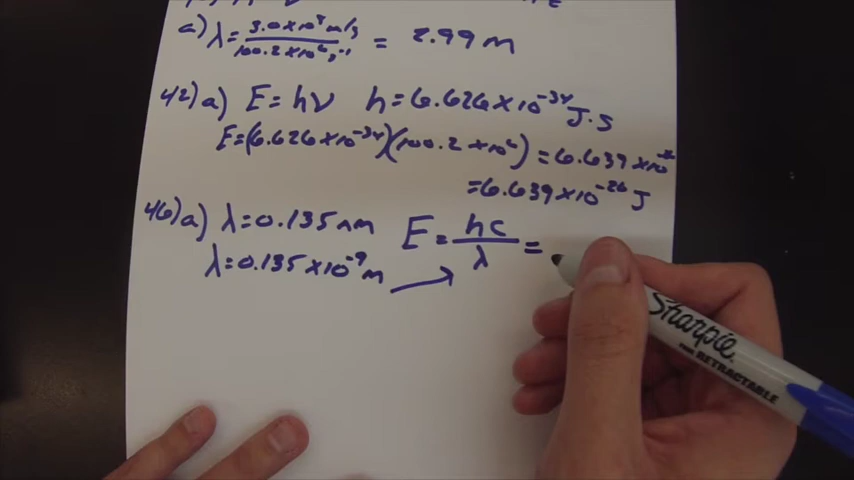 a) λ = 3.0×10⁸ m/s / 100.2×10⁶ s⁻¹ = 2.99 m
42) a) E = hν h = 6.626×10⁻³⁴ J·s
E=(6.626×10⁻³⁴)(100.2×10⁶) = 6.639×10⁻²⁶
= 6.639×10⁻²⁶ J
46) a) λ = 0.135 nm E = hc / λ =
λ = 0.135×10⁻⁹ m
Sharpie
FINE RETRACTABLE